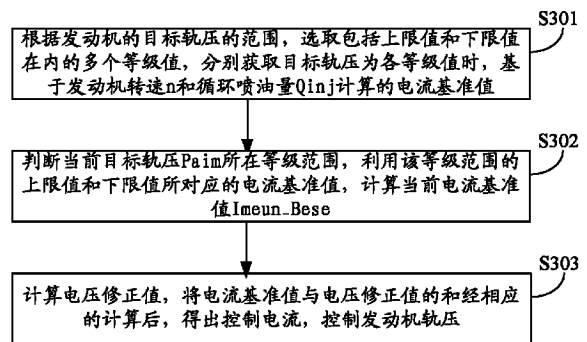 S301
根据发动机的目标轨压的范围，选取包括上限值和下限值
在内的多个等级值，分别获取目标轨压为各等级值时，基
于发动机转速n和循环喷油量Qinj计算的电流基准值
S302
判断当前目标轨压Paim所在等级范围，利用该等级范围的
上限值和下限值所对应的电流基准值，计算当前电流基准
值Imeun_Bese
S303
计算电压修正值，将电流基准值与电压修正值的和经相应
的计算后，得出控制电流，控制发动机轨压